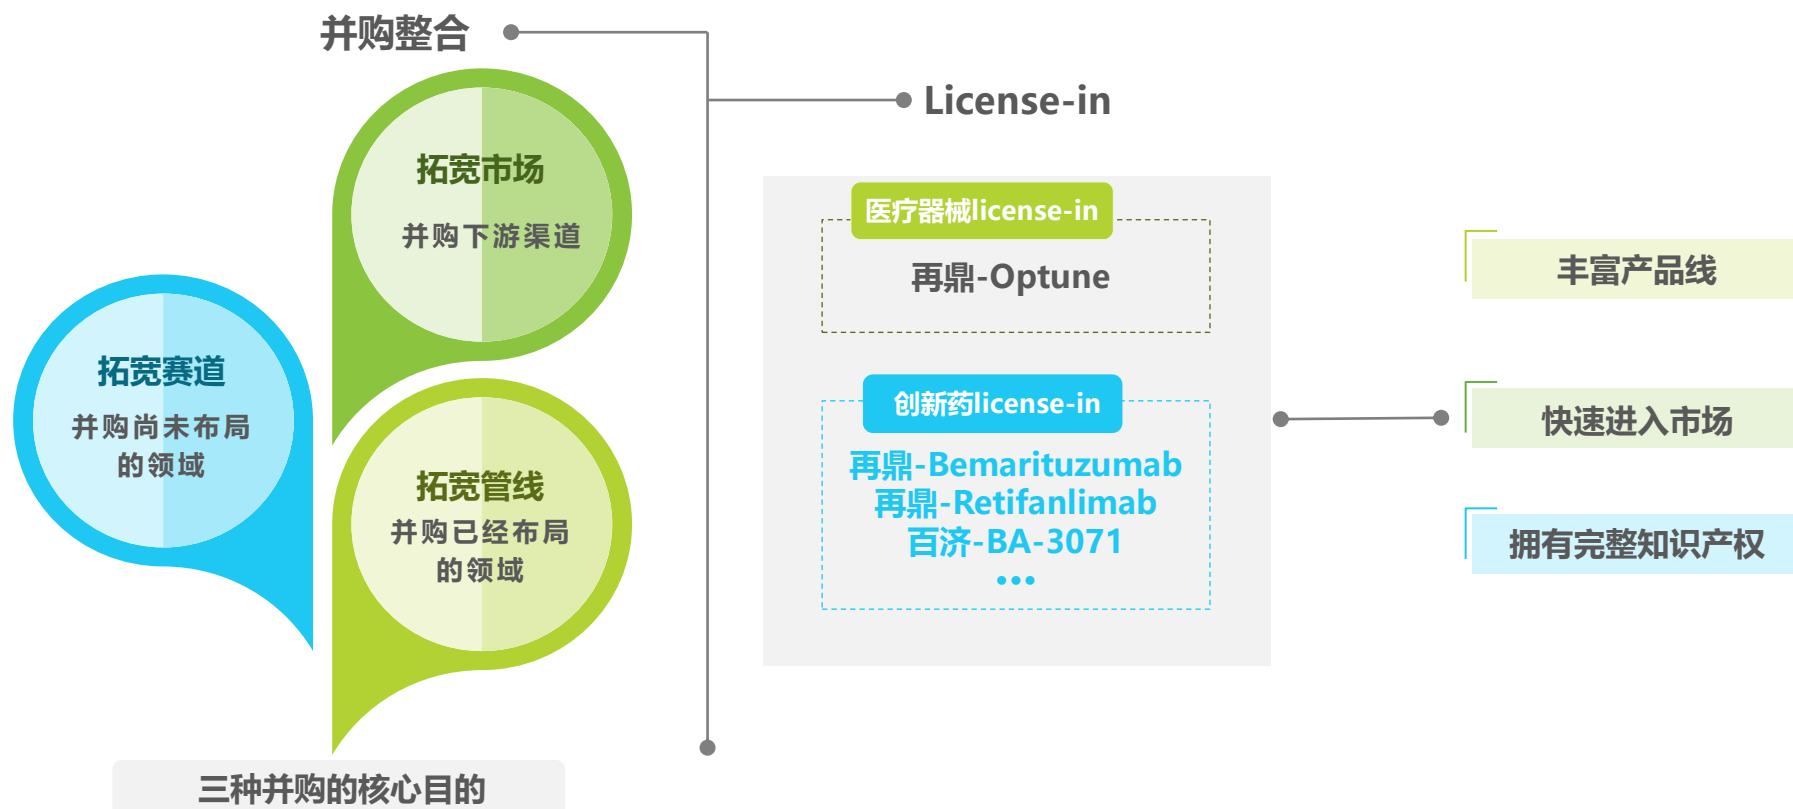 并购整合
License-in
拓宽市场
并购下游渠道
拓宽赛道
并购尚未布局
的领域
拓宽管线
并购已经布局
的领域
三种并购的核心目的
医疗器械license-in
再鼎-Optune
创新药license-in
再鼎-Bemarituzumab
再鼎-Retifanlimab
百济-BA-3071
•••
丰富产品线
快速进入市场
拥有完整知识产权